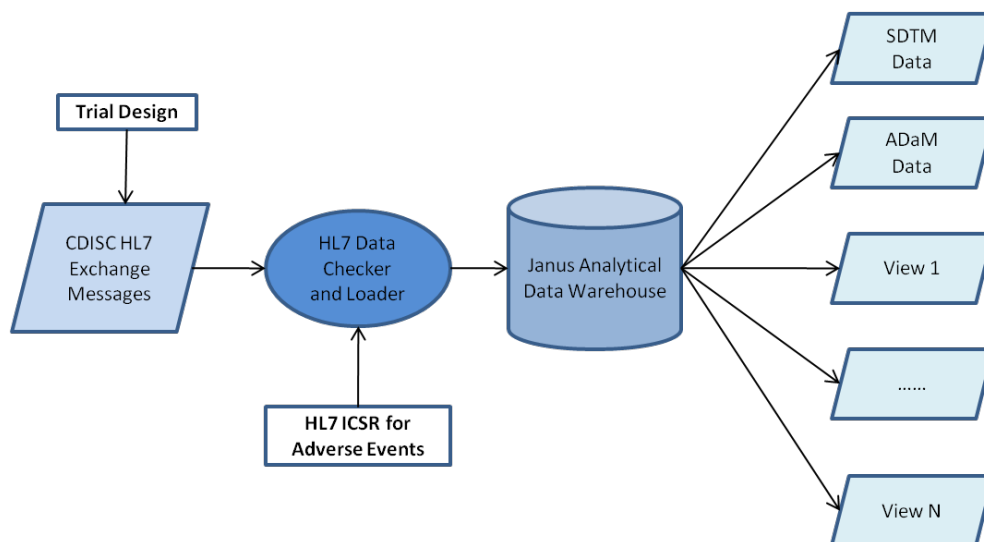 SDTM
Data
Trial Design
ADaM
Data
CDISC HL7
Exchange
Messages
HL7 Data
Checker
and Loader
Janus Analytical
Data Warehouse
View 1
HL7 ICSR for
Adverse Events
……
View N